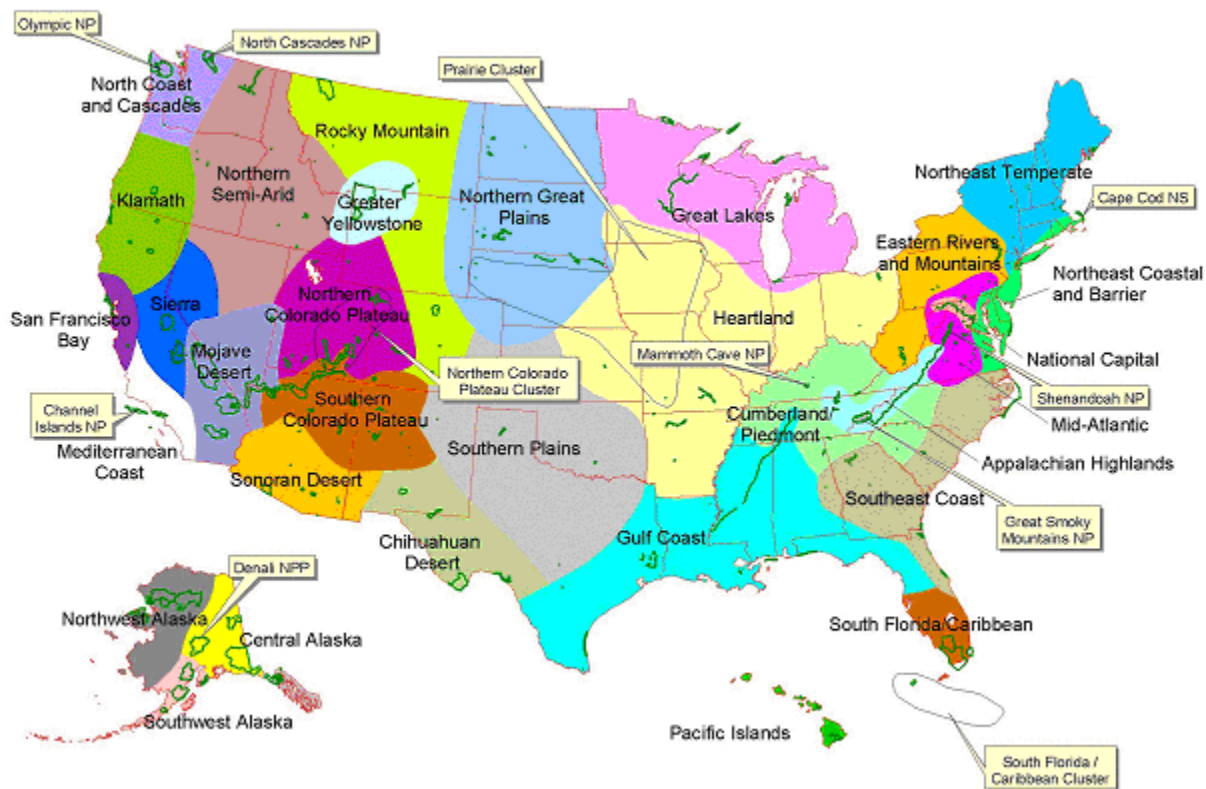 Olympic NP
North Cascades NP
North Coast
and Cascades
Prairie Cluster
Rocky Mountain
Northern
Semi-Arid
Klamath
Greater
Yellowstone
Northern Great
Plains
Great Lakes
Northeast Temperate
Cape Cod NS
Eastern Rivers
and Mountains
Northeast Coastal
and Barrier
Sierra
San Francisco
Bay
Northern
Colorado Plateau
Mojave
Desert
Heartland
Mammoth Cave NP
National Capital
Northern Colorado
Plateau Cluster
Shenandoah NP
Channel
Islands NP
Southern
Colorado Plateau
Cumberland/
Piedmont
Mid-Atlantic
Mediterranean
Coast
Southern Plains
Appalachian Highlands
Sonoran Desert
Southeast Coast
Great Smoky
Mountains NP
Chihuahuan
Desert
Gulf Coast
Denali NPP
Northwest Alaska
Central Alaska
South Florida/Caribbean
Southwest Alaska
Pacific Islands
South Florida /
Caribbean Cluster